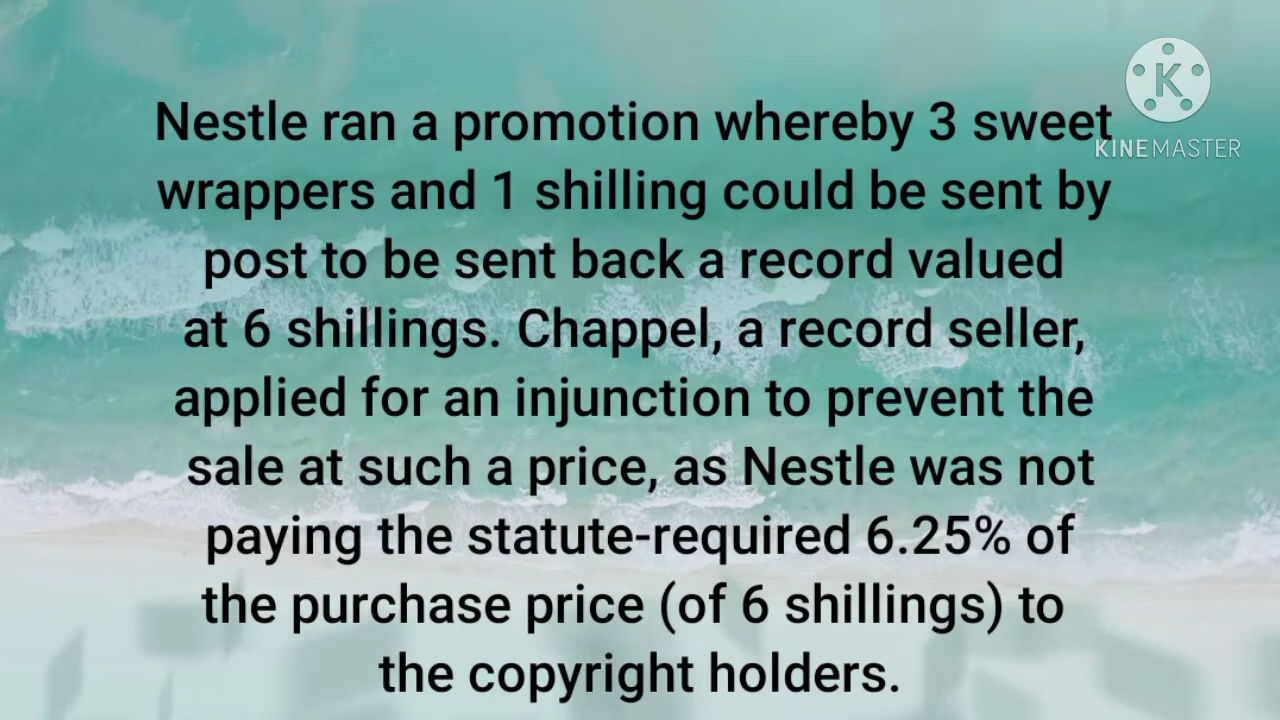 Nestle ran a promotion whereby 3 sweet
wrappers and 1 shilling could be sent by
post to be sent back a record valued
at 6 shillings. Chappel, a record seller,
applied for an injunction to prevent the
sale at such a price, as Nestle was not
paying the statute-required 6.25% of
the purchase price (of 6 shillings) to
the copyright holders.
K
KINEMASTER